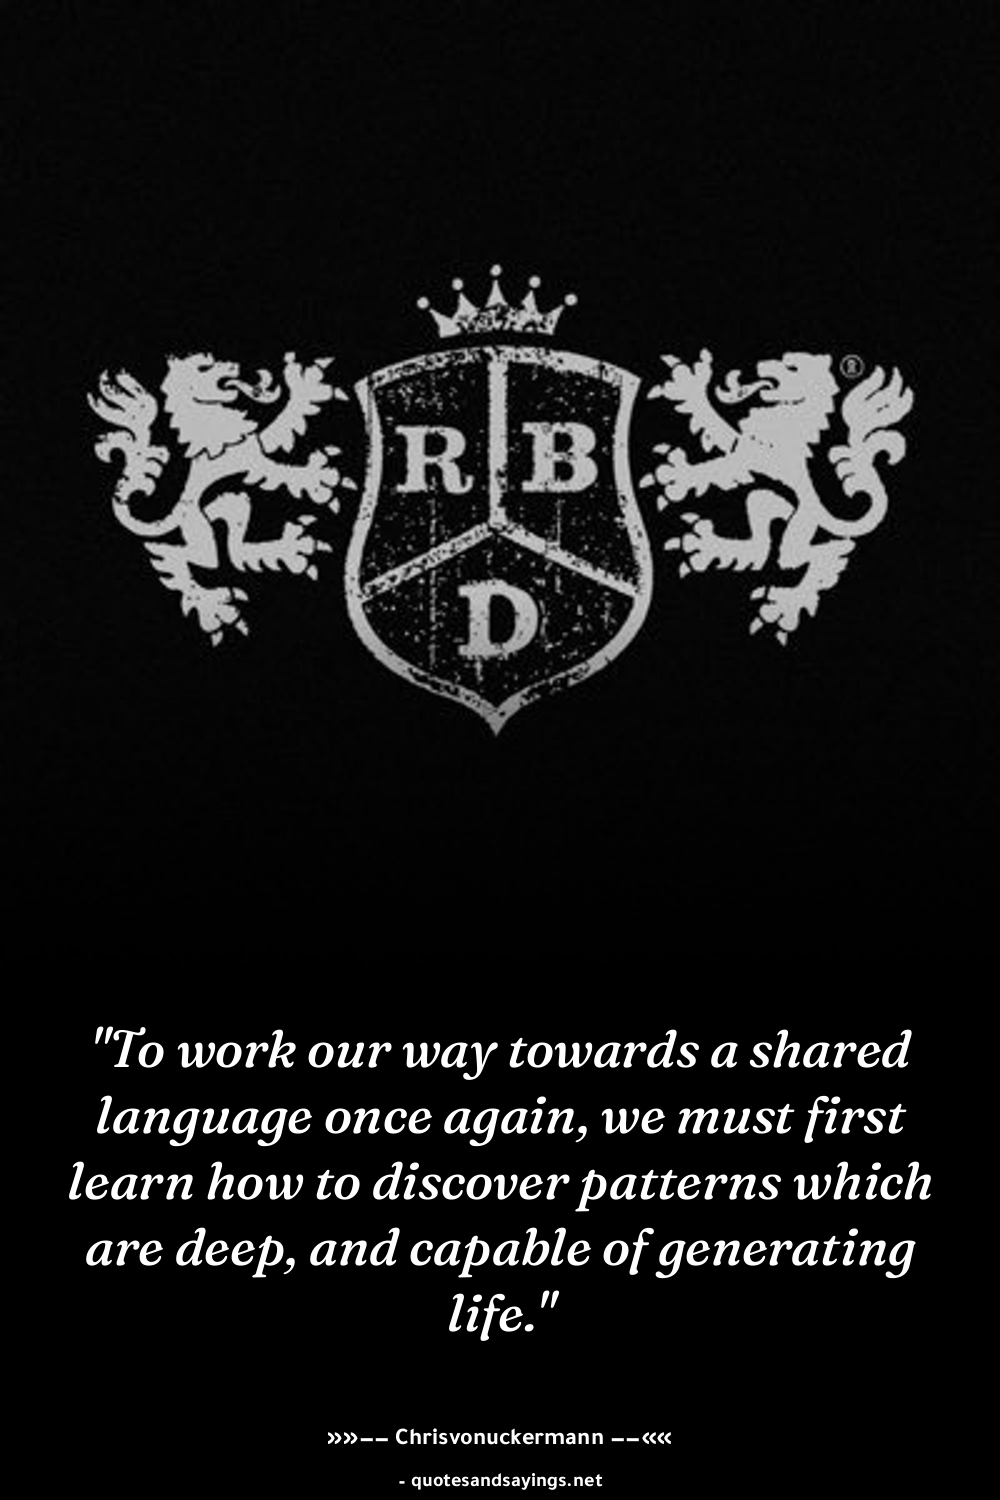 ®
R B
D
"To work our way towards a shared
language once again, we must first
learn how to discover patterns which
are deep, and capable of generating
life."
»»–– Chrisvonuckermann ––««
- quotesandsayings.net